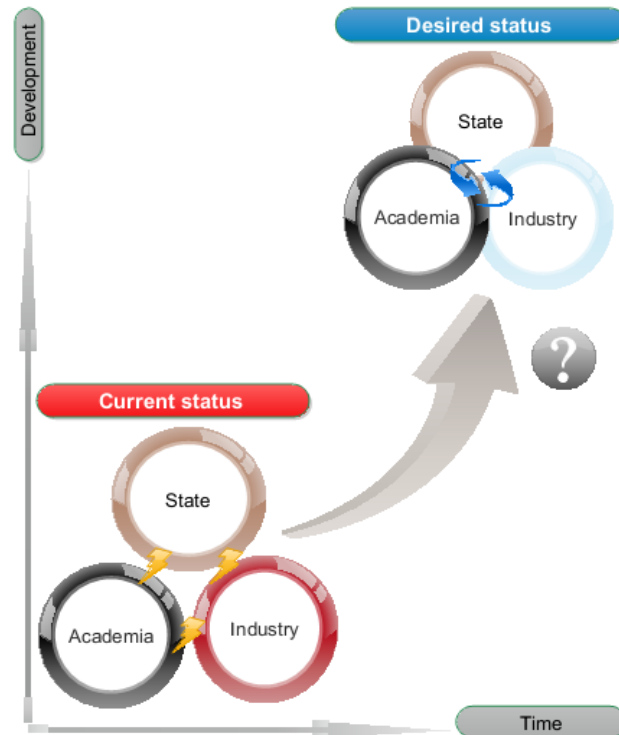 Development
Desired status
State
Academia
Industry
?
Current status
State
Academia
Industry
Time